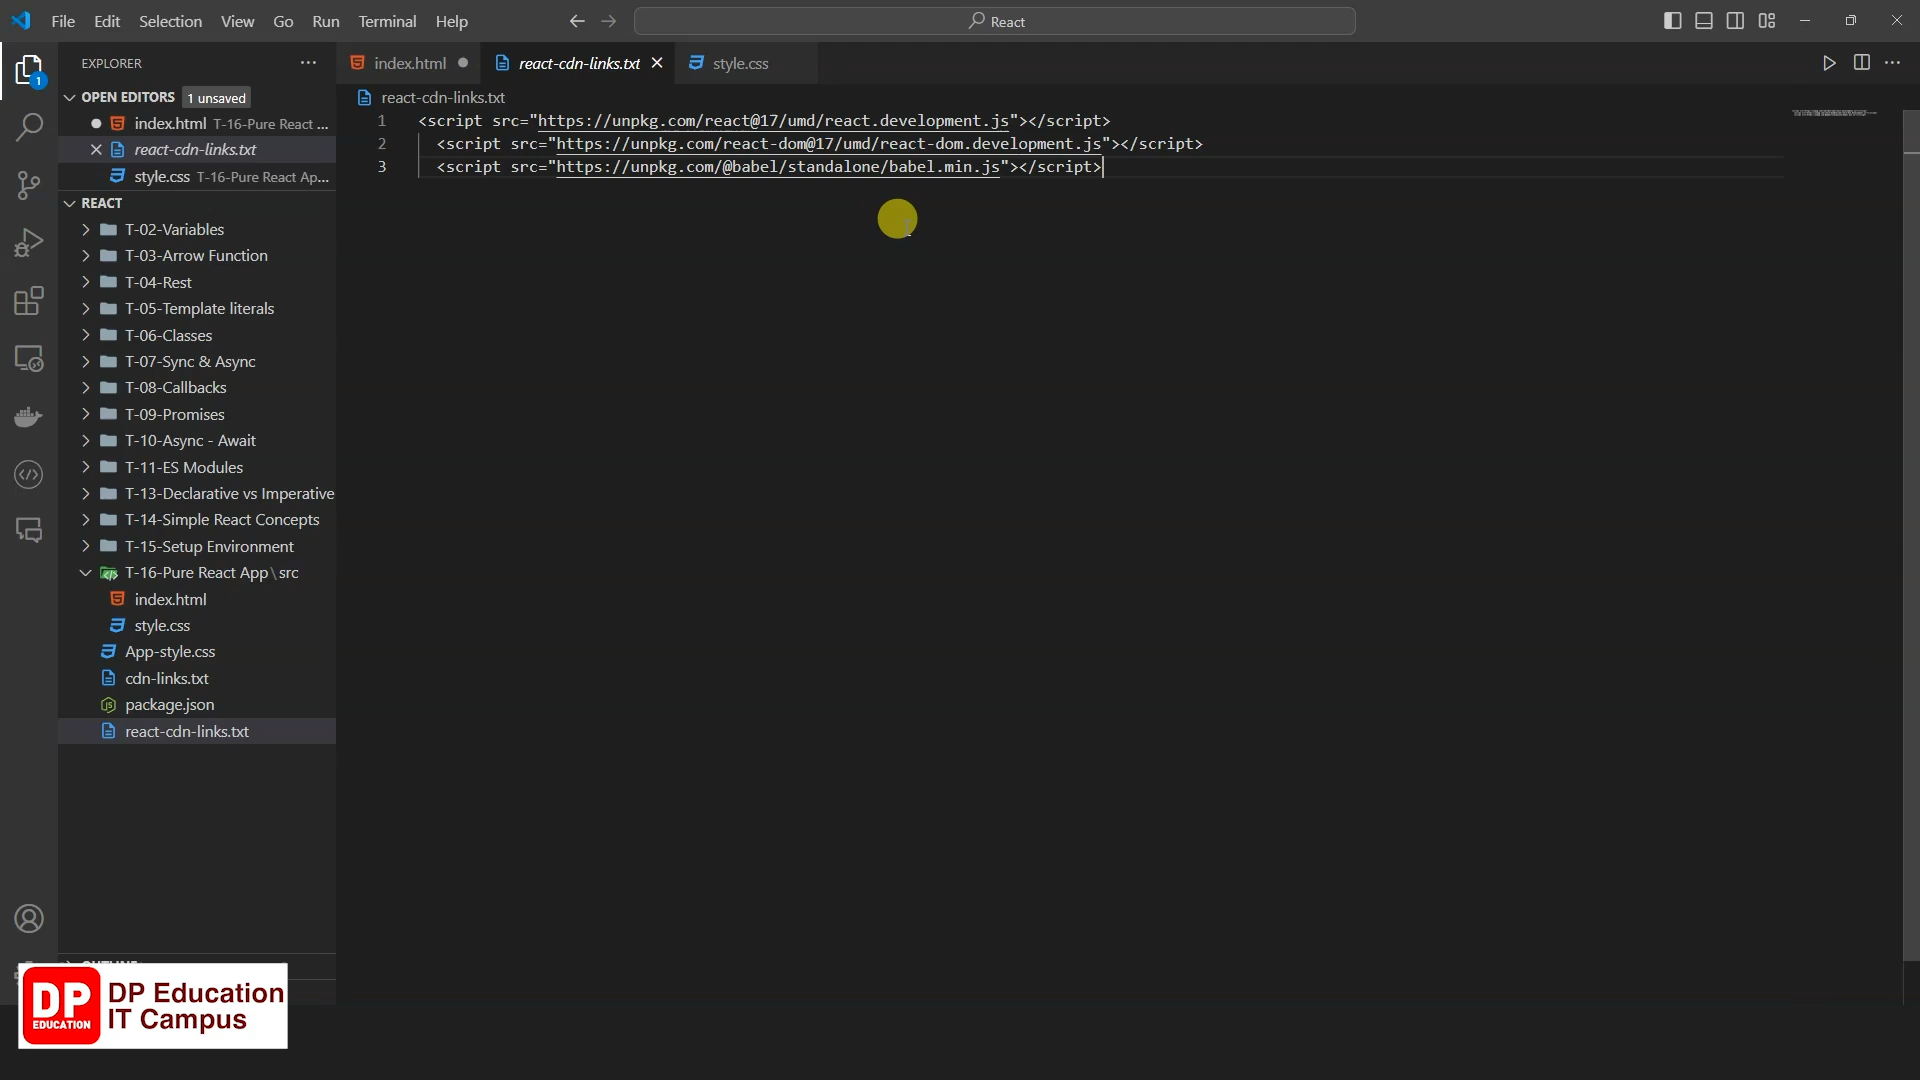 File Edit Selection View Go Run Terminal Help
React
EXPLORER
OPEN EDITORS 1 unsaved
index.html T-16-Pure React ...
react-cdn-links.txt
style.css T-16-Pure React Ap...
REACT
T-02-Variables
T-03-Arrow Function
T-04-Rest
T-05-Template literals
T-06-Classes
T-07-Sync & Async
T-08-Callbacks
T-09-Promises
T-10-Async - Await
T-11-ES Modules
T-13-Declarative vs Imperative
T-14-Simple React Concepts
T-15-Setup Environment
T-16-Pure React App\src
index.html
style.css
App-style.css
cdn-links.txt
package.json
react-cdn-links.txt
index.html react-cdn-links.txt style.css
react-cdn-links.txt
1 <script src="https://unpkg.com/react@17/umd/react.development.js"></script>
2 <script src="https://unpkg.com/react-dom@17/umd/react-dom.development.js"></script>
3 <script src="https://unpkg.com/@babel/standalone/babel.min.js"></script>
1
DP EDUCATION
DP Education
IT Campus